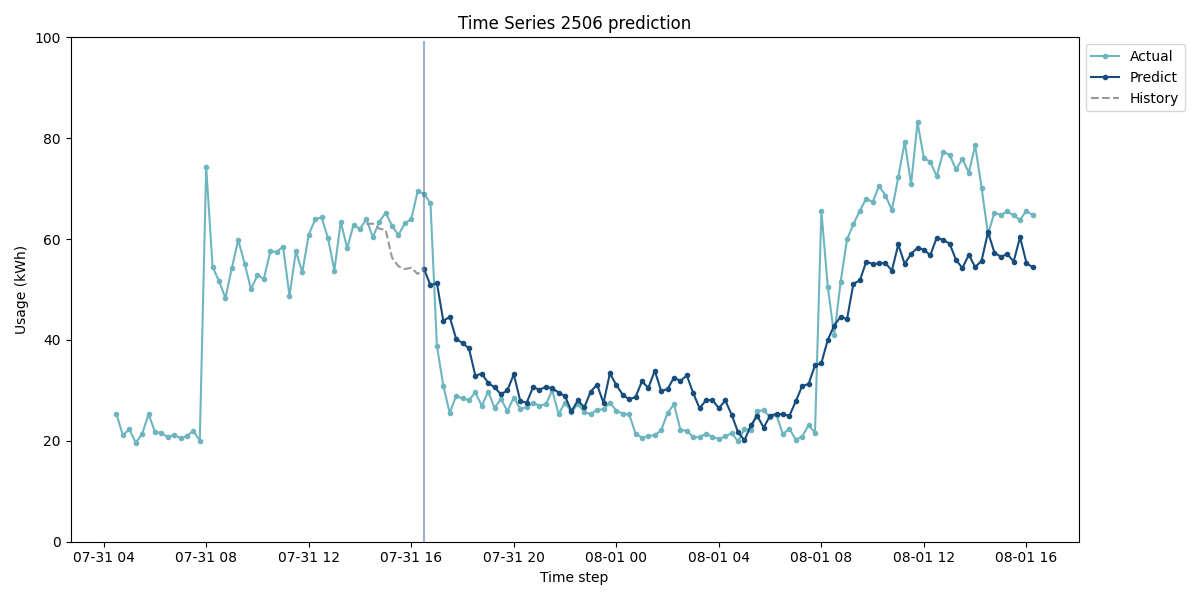 Time Series 2506 prediction
100
80
60
40
20
0
Usage (kWh)
07-31 04
07-31 08
07-31 12
07-31 16
07-31 20
08-01 00
08-01 04
08-01 08
08-01 12
08-01 16
Time step
Actual
Predict
History